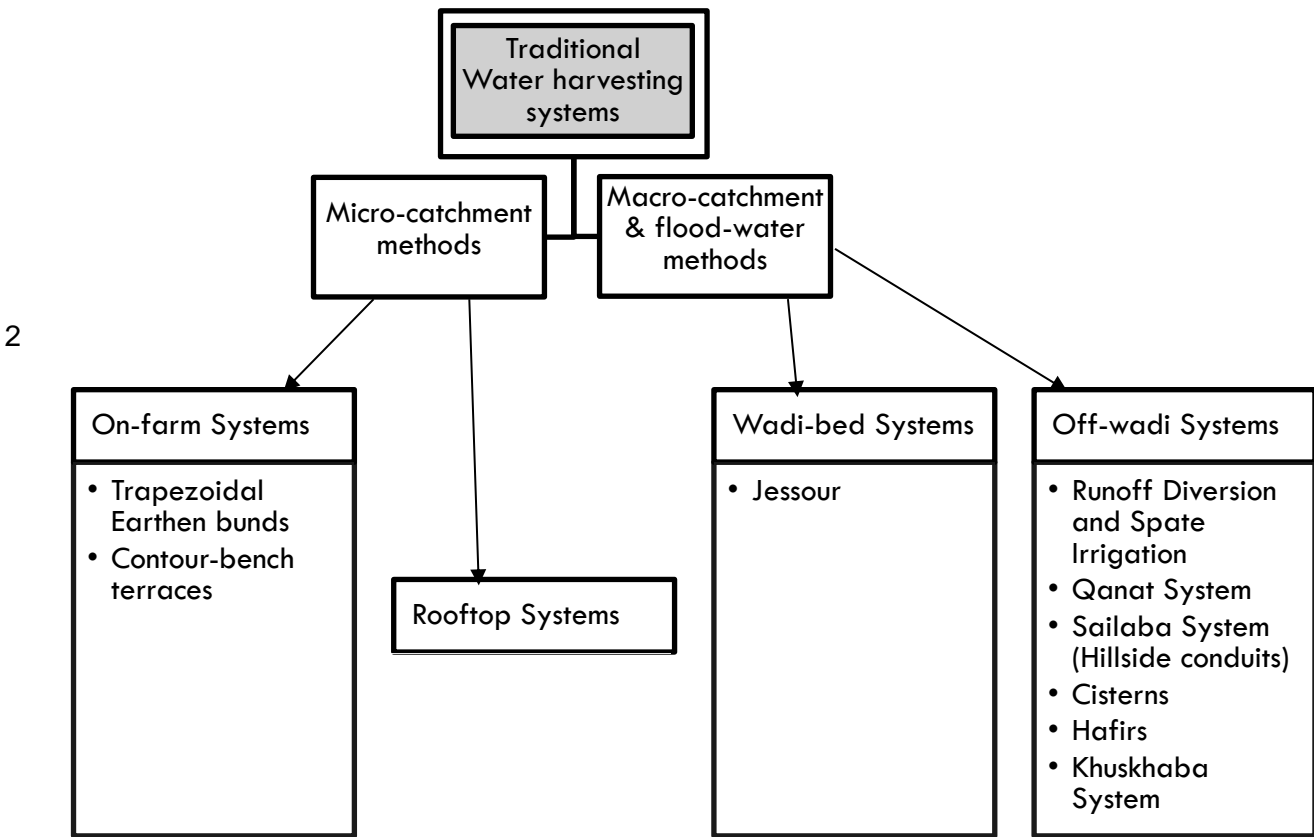 Traditional
Water harvesting
systems
Micro-catchment
methods
Macro-catchment
& flood-water
methods
2
On-farm Systems
• Trapezoidal
Earthen bunds
• Contour-bench
terraces
Rooftop Systems
Wadi-bed Systems
• Jessour
Off-wadi Systems
• Runoff Diversion
and Spate
Irrigation
• Qanat System
• Sailaba System
(Hillside conduits)
• Cisterns
• Hafirs
• Khuskhaba
System